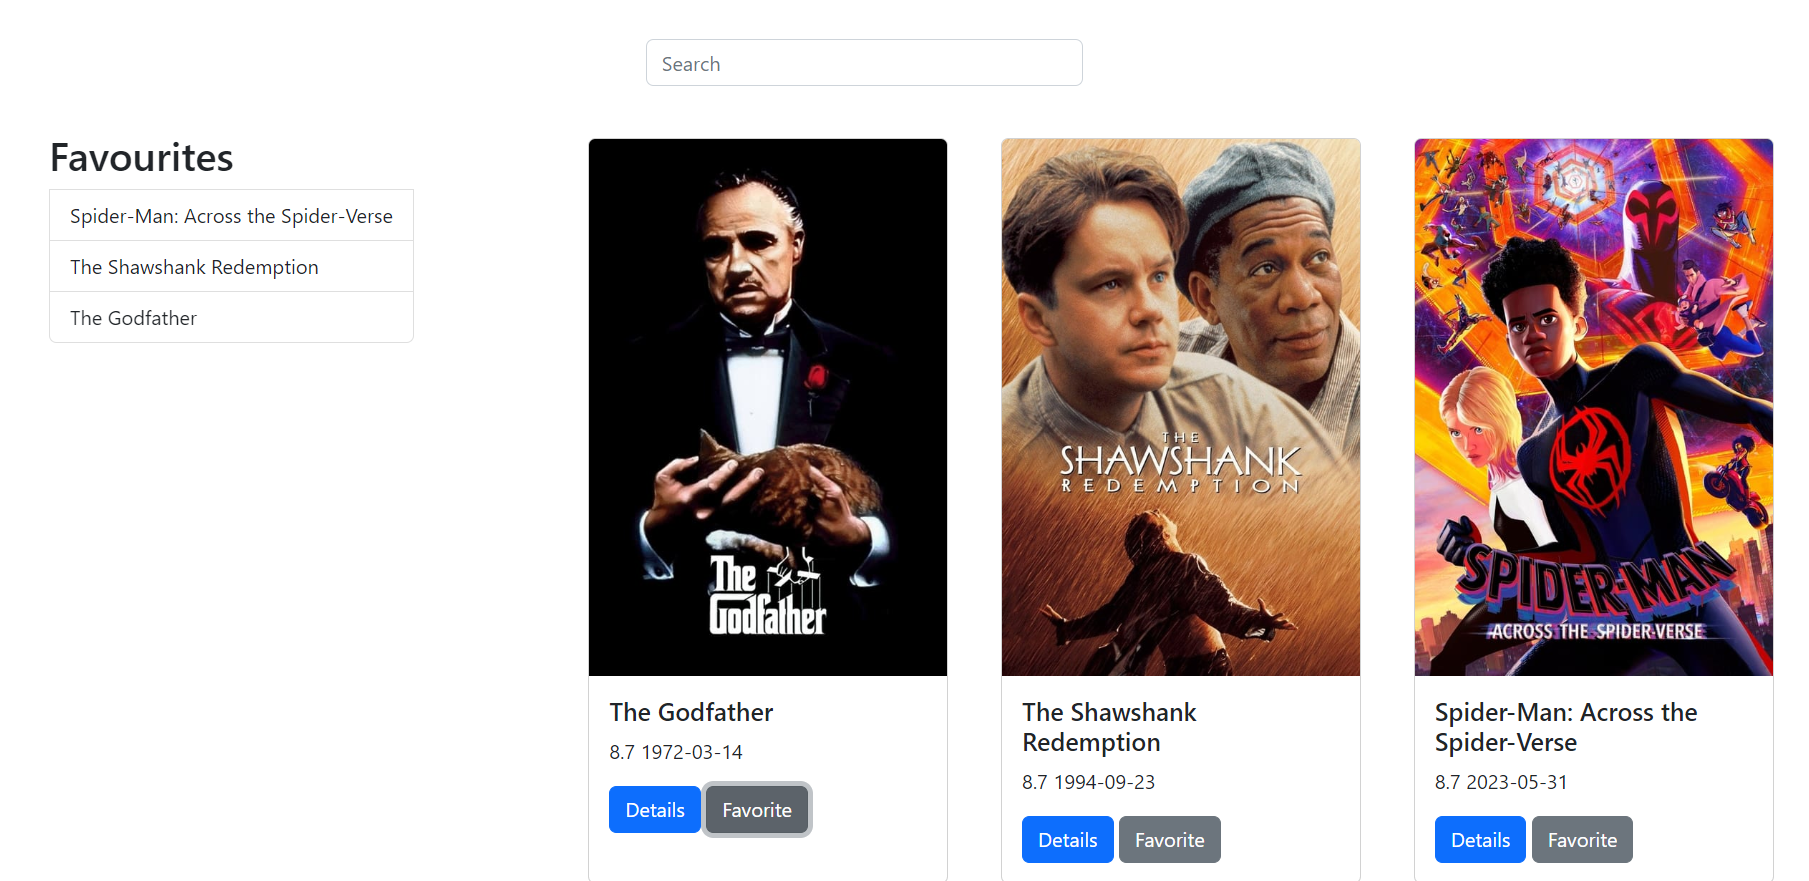 Search
Favourites
Spider-Man: Across the Spider-Verse
The Shawshank Redemption
The Godfather
The
Godfather
The Godfather
8.7 1972-03-14
Details
Favorite
THE
SHAWSHANK
REDEMPTION
The Shawshank
Redemption
8.7 1994-09-23
Details
Favorite
SPIDER-MAN
ACROSS THE SPIDER-VERSE
Spider-Man: Across the
Spider-Verse
8.7 2023-05-31
Details
Favorite